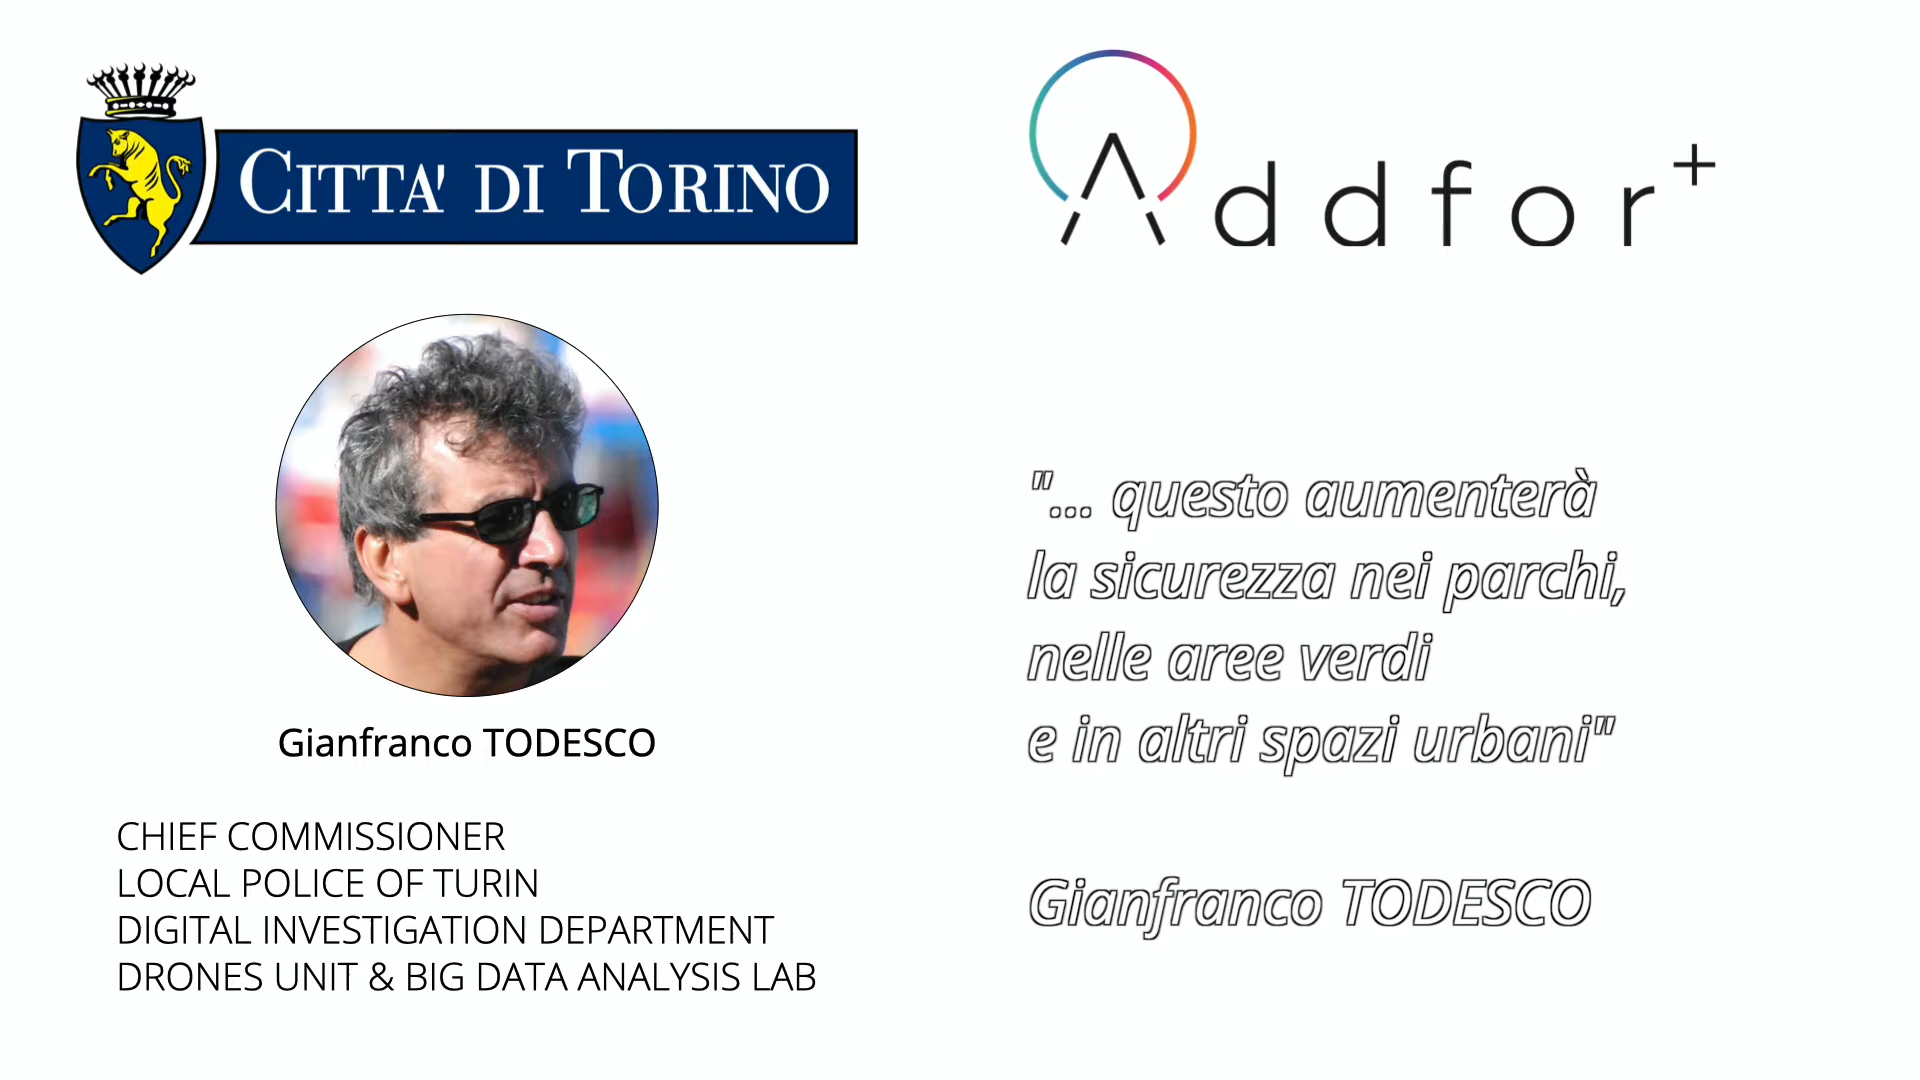 CITTA' DI TORINO
Addfor+
Gianfranco TODESCO
CHIEF COMMISSIONER
LOCAL POLICE OF TURIN
DIGITAL INVESTIGATION DEPARTMENT
DRONES UNIT & BIG DATA ANALYSIS LAB
"... questo aumenterà
la sicurezza nei parchi,
nelle aree verdi
e in altri spazi urbani"
Gianfranco TODESCO